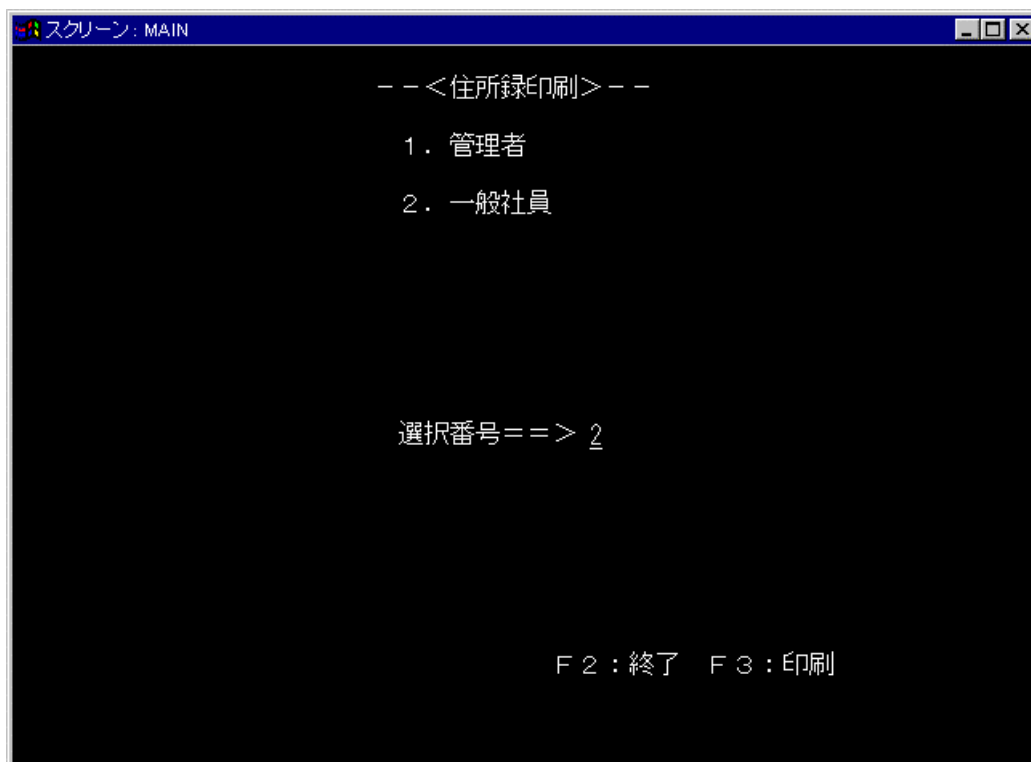 スクリーン : MAIN
－－＜住所録印刷＞－－
１．管理者
２．一般社員
選択番号＝＝＞ 2
Ｆ２：終了　Ｆ３：印刷